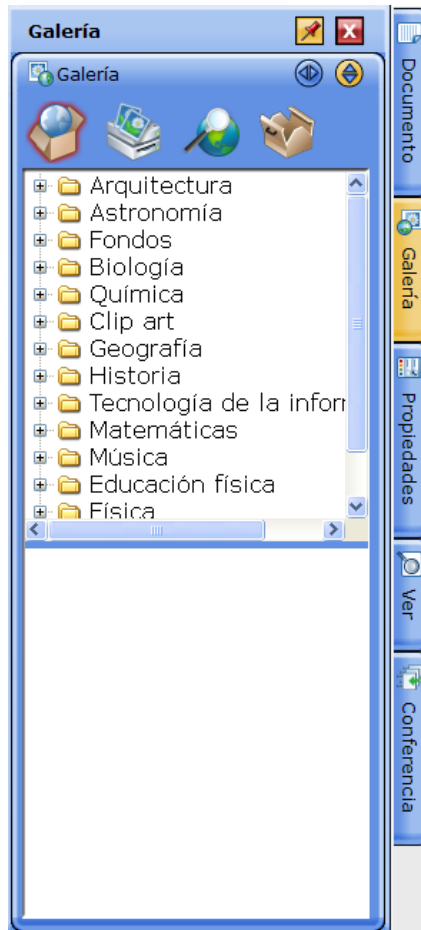 Galería
Galería
Arquitectura
Astronomía
Fondos
Biología
Química
Clip art
Geografía
Historia
Tecnología de la infor
Matemáticas
Música
Educación física
Física
Documento
Galería
Propiedades
Ver
Conferencia